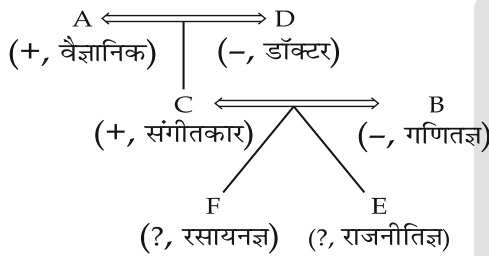 A D
(+, वैज्ञानिक) (–, डॉक्टर)
C B
(+, संगीतकार) (–, गणितज्ञ)
F E
(?, रसायनज्ञ) (?, राजनीतिज्ञ)